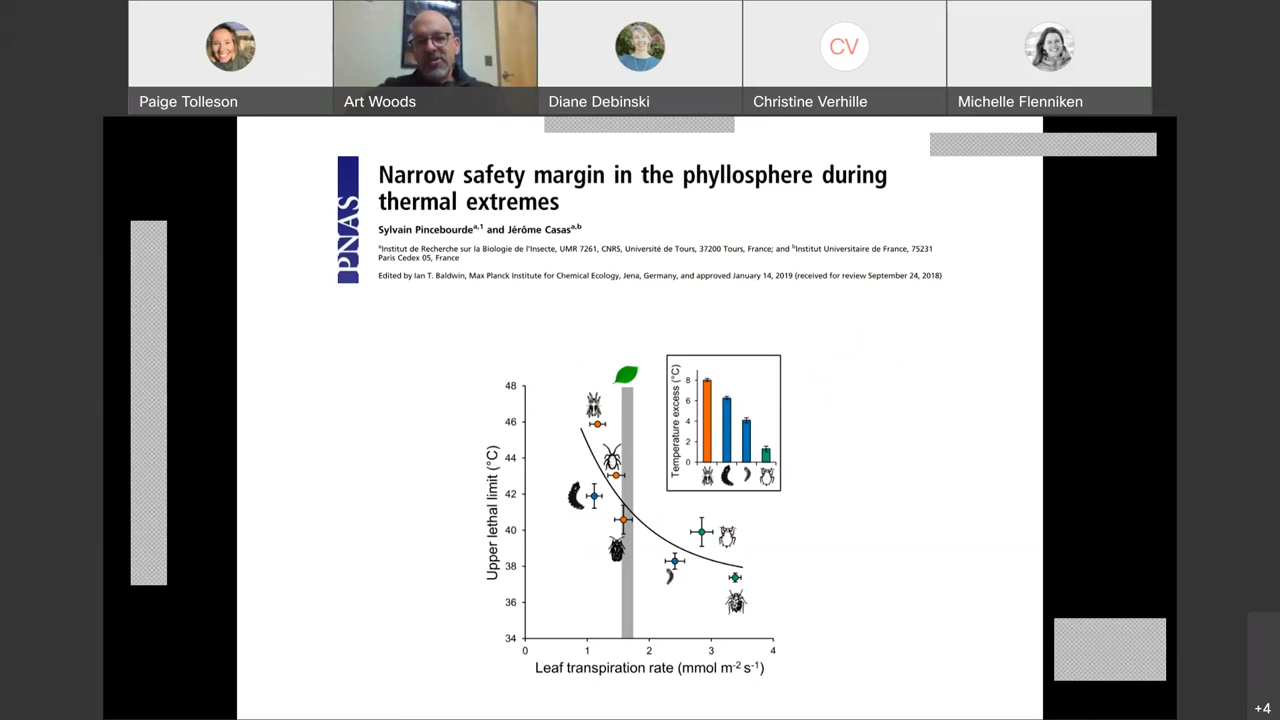 CV
Paige Tolleson
Art Woods
Diane Debinski
Christine Verhille
Michelle Flenniken
PNAS
Narrow safety margin in the phyllosphere during
thermal extremes
Sylvain Pincebourde a,1 and Jérôme Casas a,b
a Institut de Recherche sur la Biologie de l'Insecte, UMR 7261, CNRS, Université de Tours, 37200 Tours, France; and b Institut Universitaire de France, 75231
Paris Cedex 05, France
Edited by Ian T. Baldwin, Max Planck Institute for Chemical Ecology, Jena, Germany, and approved January 14, 2019 (received for review September 24, 2018)
Temperature excess (°C)
8
6
4
2
0
Upper lethal limit (°C)
48
46
44
42
40
38
36
34
0 1 2 3 4
Leaf transpiration rate (mmol m-2 s-1)
+4